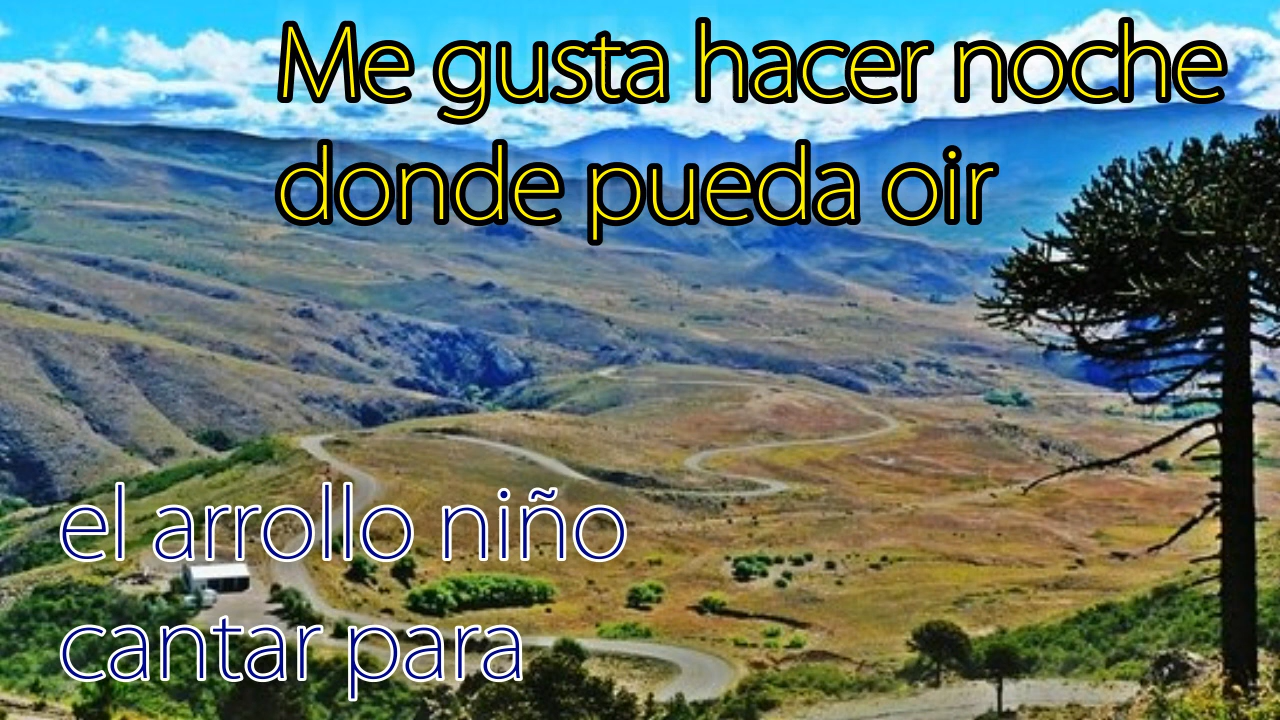 Me gusta hacer noche
donde pueda oir
el arrollo niño
cantar para